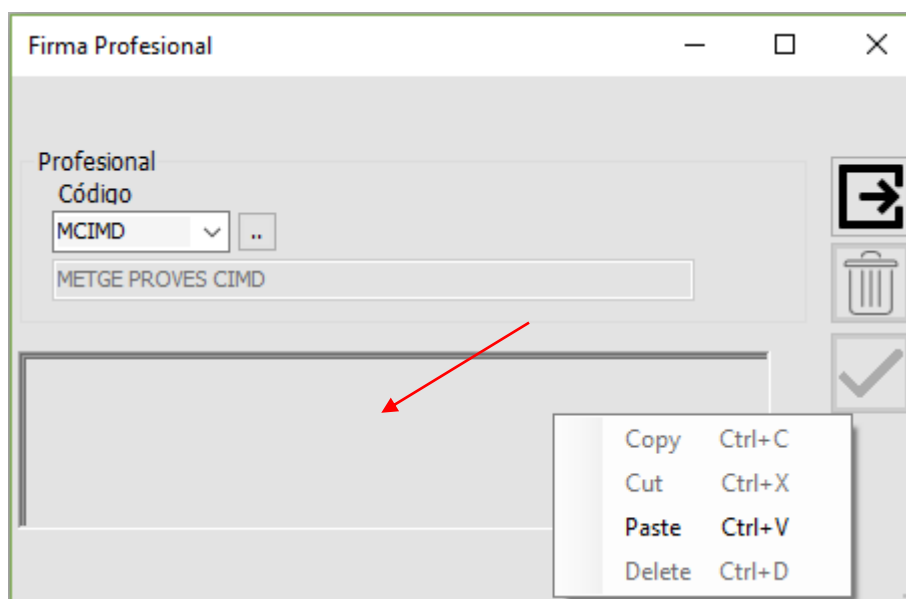 Firma Profesional
Profesional
Código
MCIMD ..
METGE PROVES CIMD
Copy Ctrl+C
Cut Ctrl+X
Paste Ctrl+V
Delete Ctrl+D